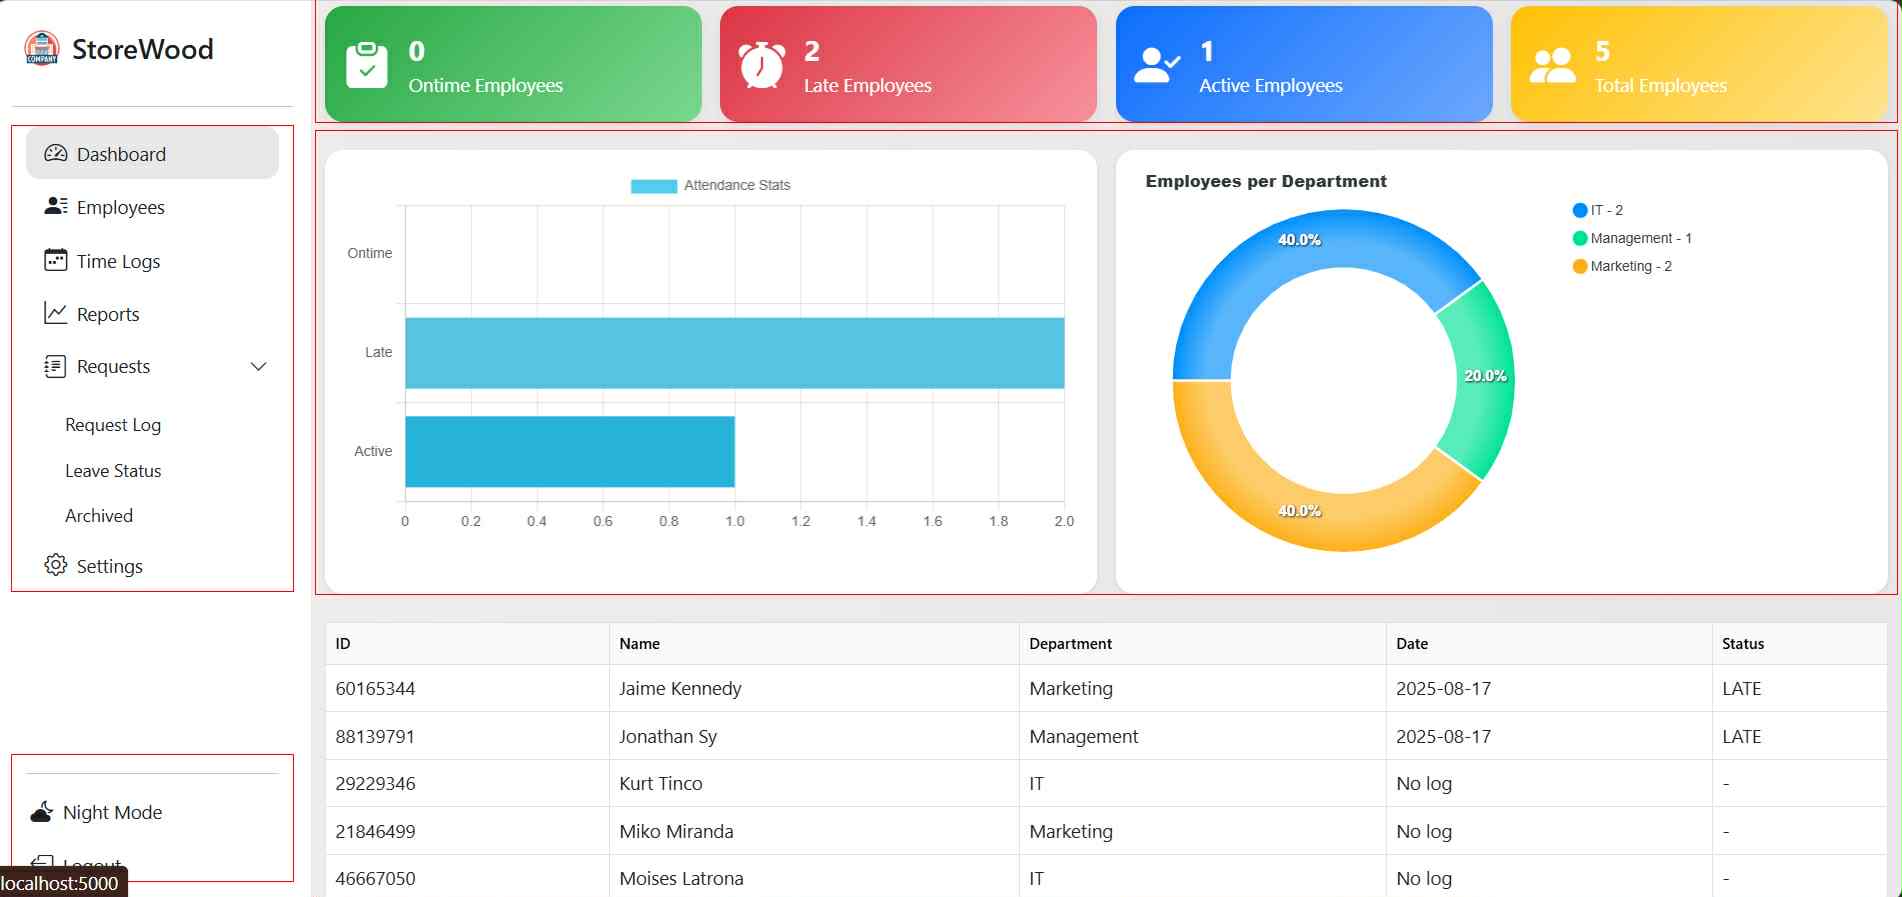 COMPANY
StoreWood
Dashboard
Employees
Time Logs
Reports
Requests
Request Log
Leave Status
Archived
Settings
Night Mode
Logout
localhost:5000
0
Ontime Employees
2
Late Employees
1
Active Employees
5
Total Employees
Attendance Stats
Ontime
Late
Active
0 0.2 0.4 0.6 0.8 1.0 1.2 1.4 1.6 1.8 2.0
Employees per Department
40.0%
20.0%
40.0%
IT - 2
Management - 1
Marketing - 2
ID Name Department Date Status
60165344 Jaime Kennedy Marketing 2025-08-17 LATE
88139791 Jonathan Sy Management 2025-08-17 LATE
29229346 Kurt Tinco IT No log -
21846499 Miko Miranda Marketing No log -
46667050 Moises Latrona IT No log -